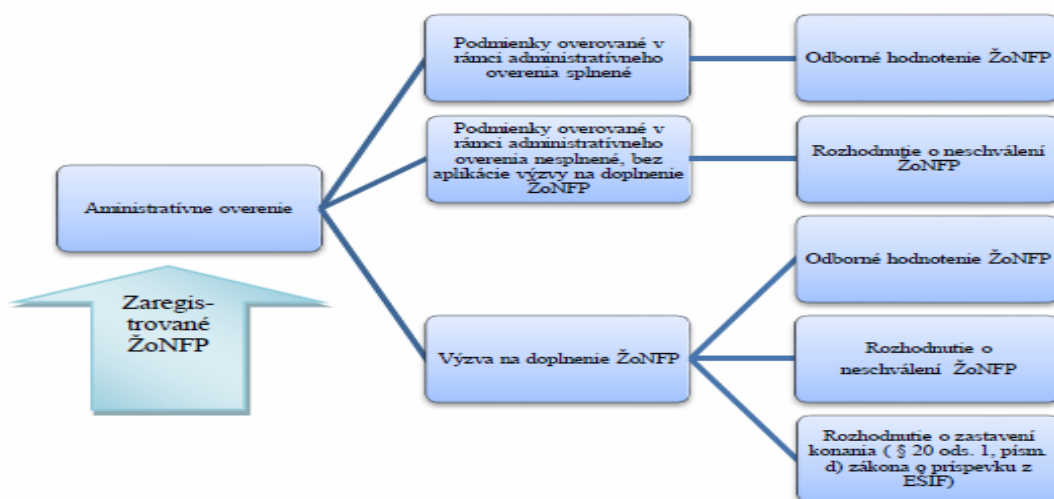 Zaregis-
trované
ŽoNFP
Aministratívne overenie
Podmienky overované v
rámci administratívneho
overenia splnené
Odborné hodnotenie ŽoNFP
Podmienky overované v
rámci administratívneho
overenia nesplnené, bez
aplikácie výzvy na doplnenie
ŽoNFP
Rozhodnutie o neschválení
ŽoNFP
Výzva na doplnenie ŽoNFP
Odborné hodnotenie ŽoNFP
Rozhodnutie o
neschválení ŽoNFP
Rozhodnutie o zastavení
konania ( § 20 ods. 1, písm.
d) zákona o príspevku z
EŠIF)